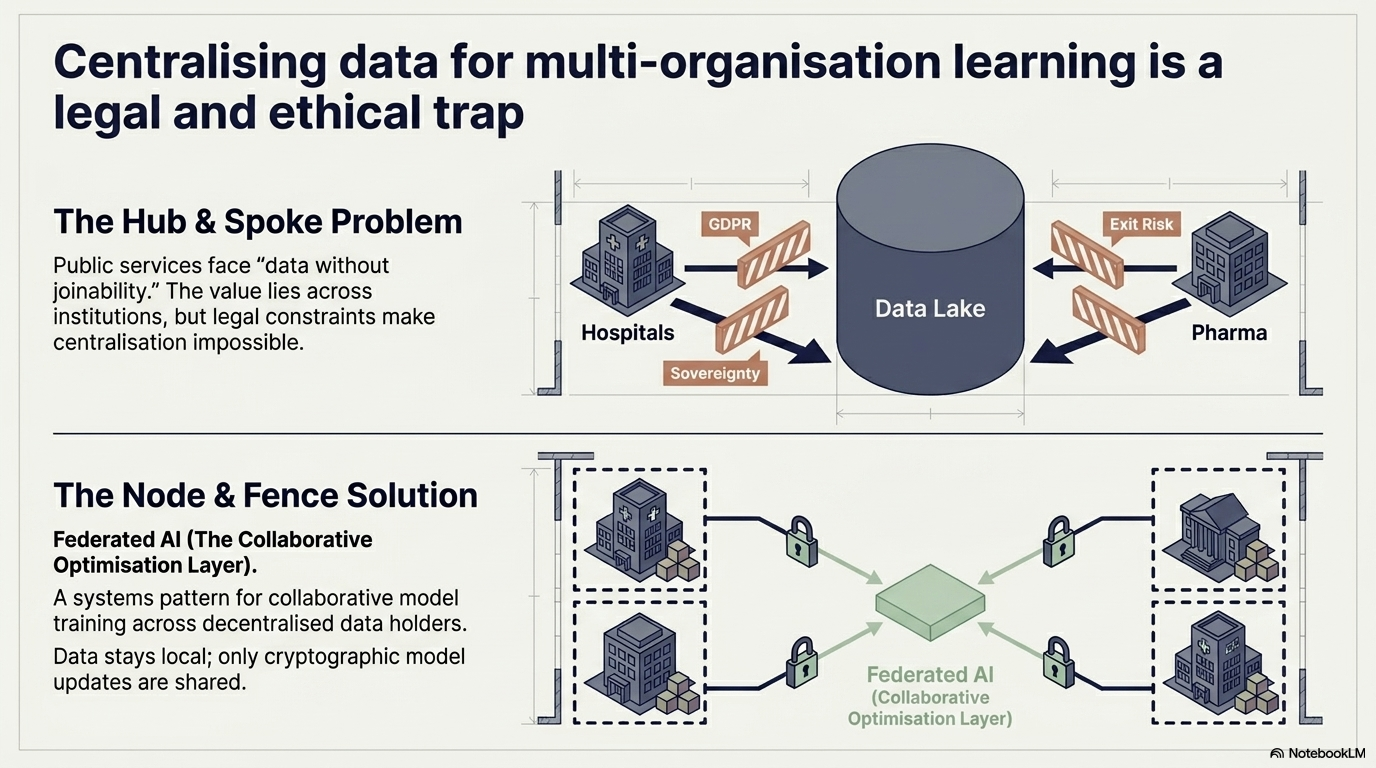 Centralising data for multi-organisation learning is a
legal and ethical trap
The Hub & Spoke Problem
Public services face “data without
joinability.” The value lies across
institutions, but legal constraints make
centralisation impossible.
GDPR
Exit Risk
Hospitals
Data Lake
Pharma
Sovereignty
The Node & Fence Solution
Federated AI (The Collaborative
Optimisation Layer).
A systems pattern for collaborative model
training across decentralised data holders.
Data stays local; only cryptographic model
updates are shared.
Federated AI
(Collaborative
Optimisation Layer)
NotebookLM